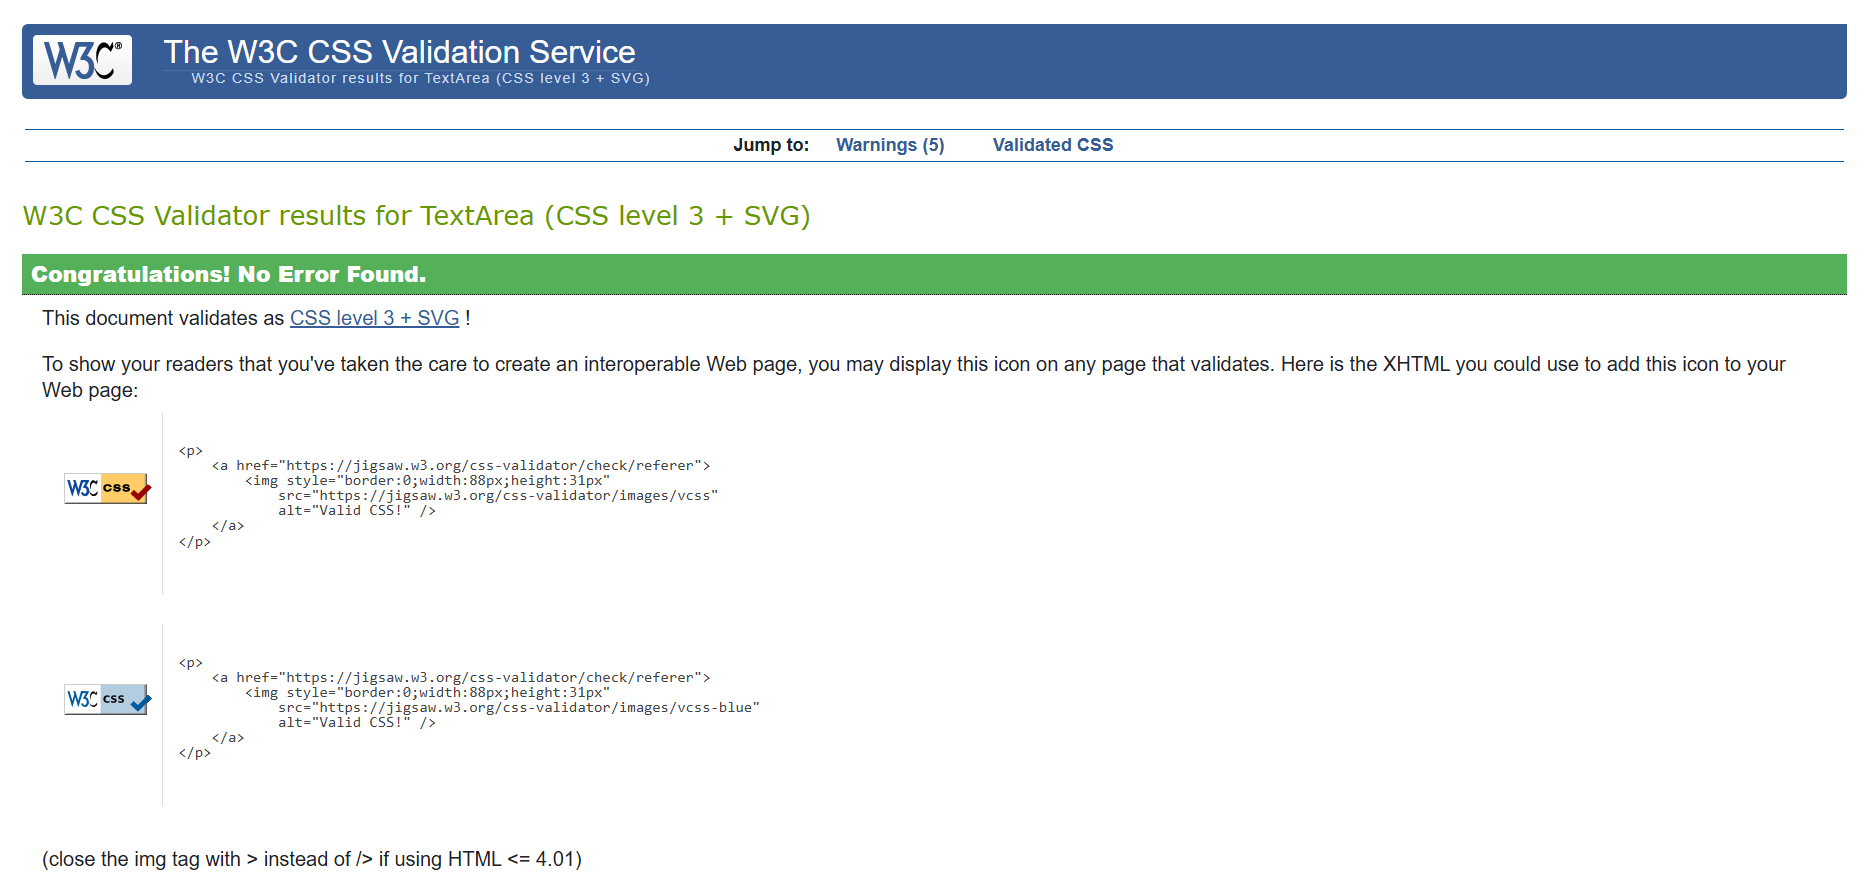 W3C®
The W3C CSS Validation Service
W3C CSS Validator results for TextArea (CSS level 3 + SVG)
Jump to: Warnings (5) Validated CSS
W3C CSS Validator results for TextArea (CSS level 3 + SVG)
Congratulations! No Error Found.
This document validates as CSS level 3 + SVG !
To show your readers that you've taken the care to create an interoperable Web page, you may display this icon on any page that validates. Here is the XHTML you could use to add this icon to your
Web page:
W3C css
<p>
    <a href="https://jigsaw.w3.org/css-validator/check/referer">
        <img style="border:0;width:88px;height:31px"
            src="https://jigsaw.w3.org/css-validator/images/vcss"
            alt="Valid CSS!" />
    </a>
</p>
W3C css
<p>
    <a href="https://jigsaw.w3.org/css-validator/check/referer">
        <img style="border:0;width:88px;height:31px"
            src="https://jigsaw.w3.org/css-validator/images/vcss-blue"
            alt="Valid CSS!" />
    </a>
</p>
(close the img tag with > instead of /> if using HTML <= 4.01)